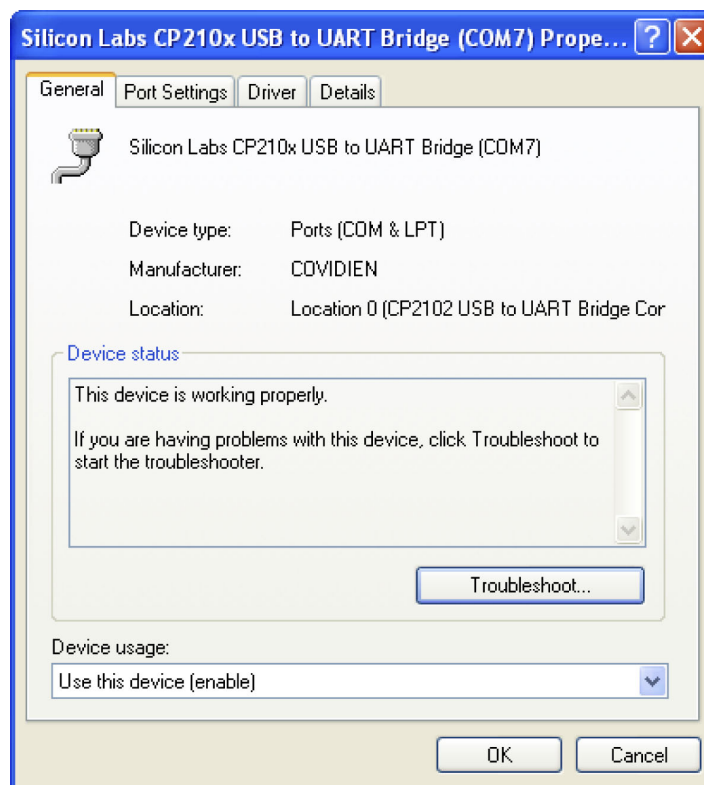 Silicon Labs CP210x USB to UART Bridge (COM7) Prope...
General Port Settings Driver Details
Silicon Labs CP210x USB to UART Bridge (COM7)
Device type: Ports (COM & LPT)
Manufacturer: COVIDIEN
Location: Location 0 (CP2102 USB to UART Bridge Cor
Device status
This device is working properly.
If you are having problems with this device, click Troubleshoot to
start the troubleshooter.
Troubleshoot...
Device usage:
Use this device (enable)
OK Cancel